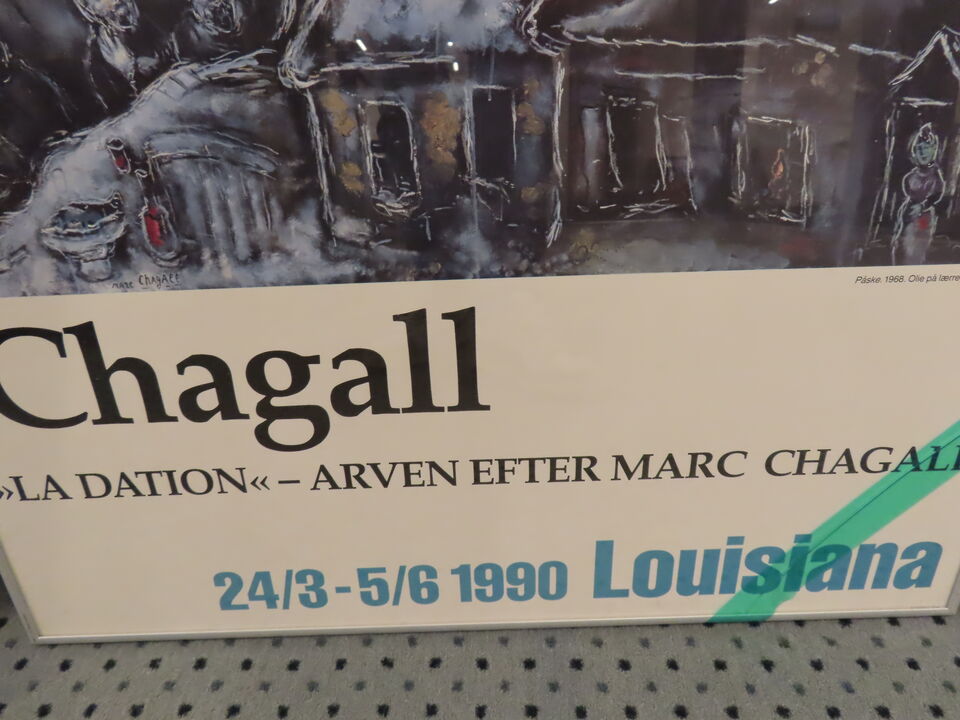 marc Chagall
Påske. 1968. Olie på lærre
Chagall
»LA DATION« – ARVEN EFTER MARC CHAGALL
24/3 - 5/6 1990 Louisiana